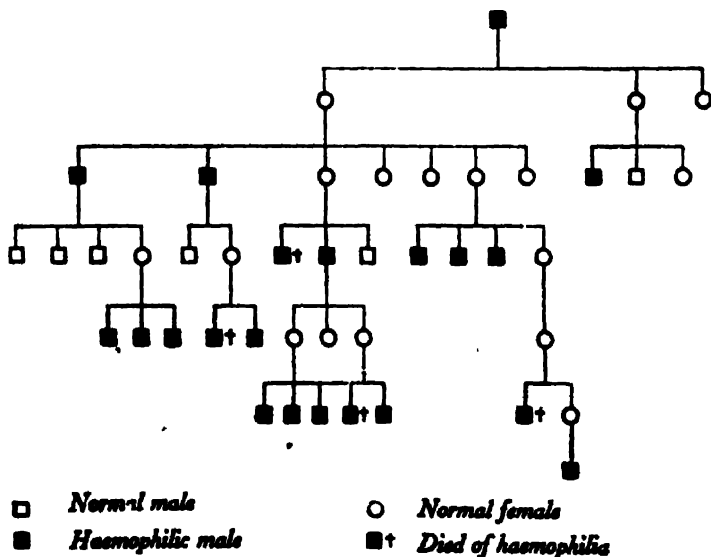 Normal male
Normal female
Haemophilic male
† Died of haemophilia
†
†
†
†